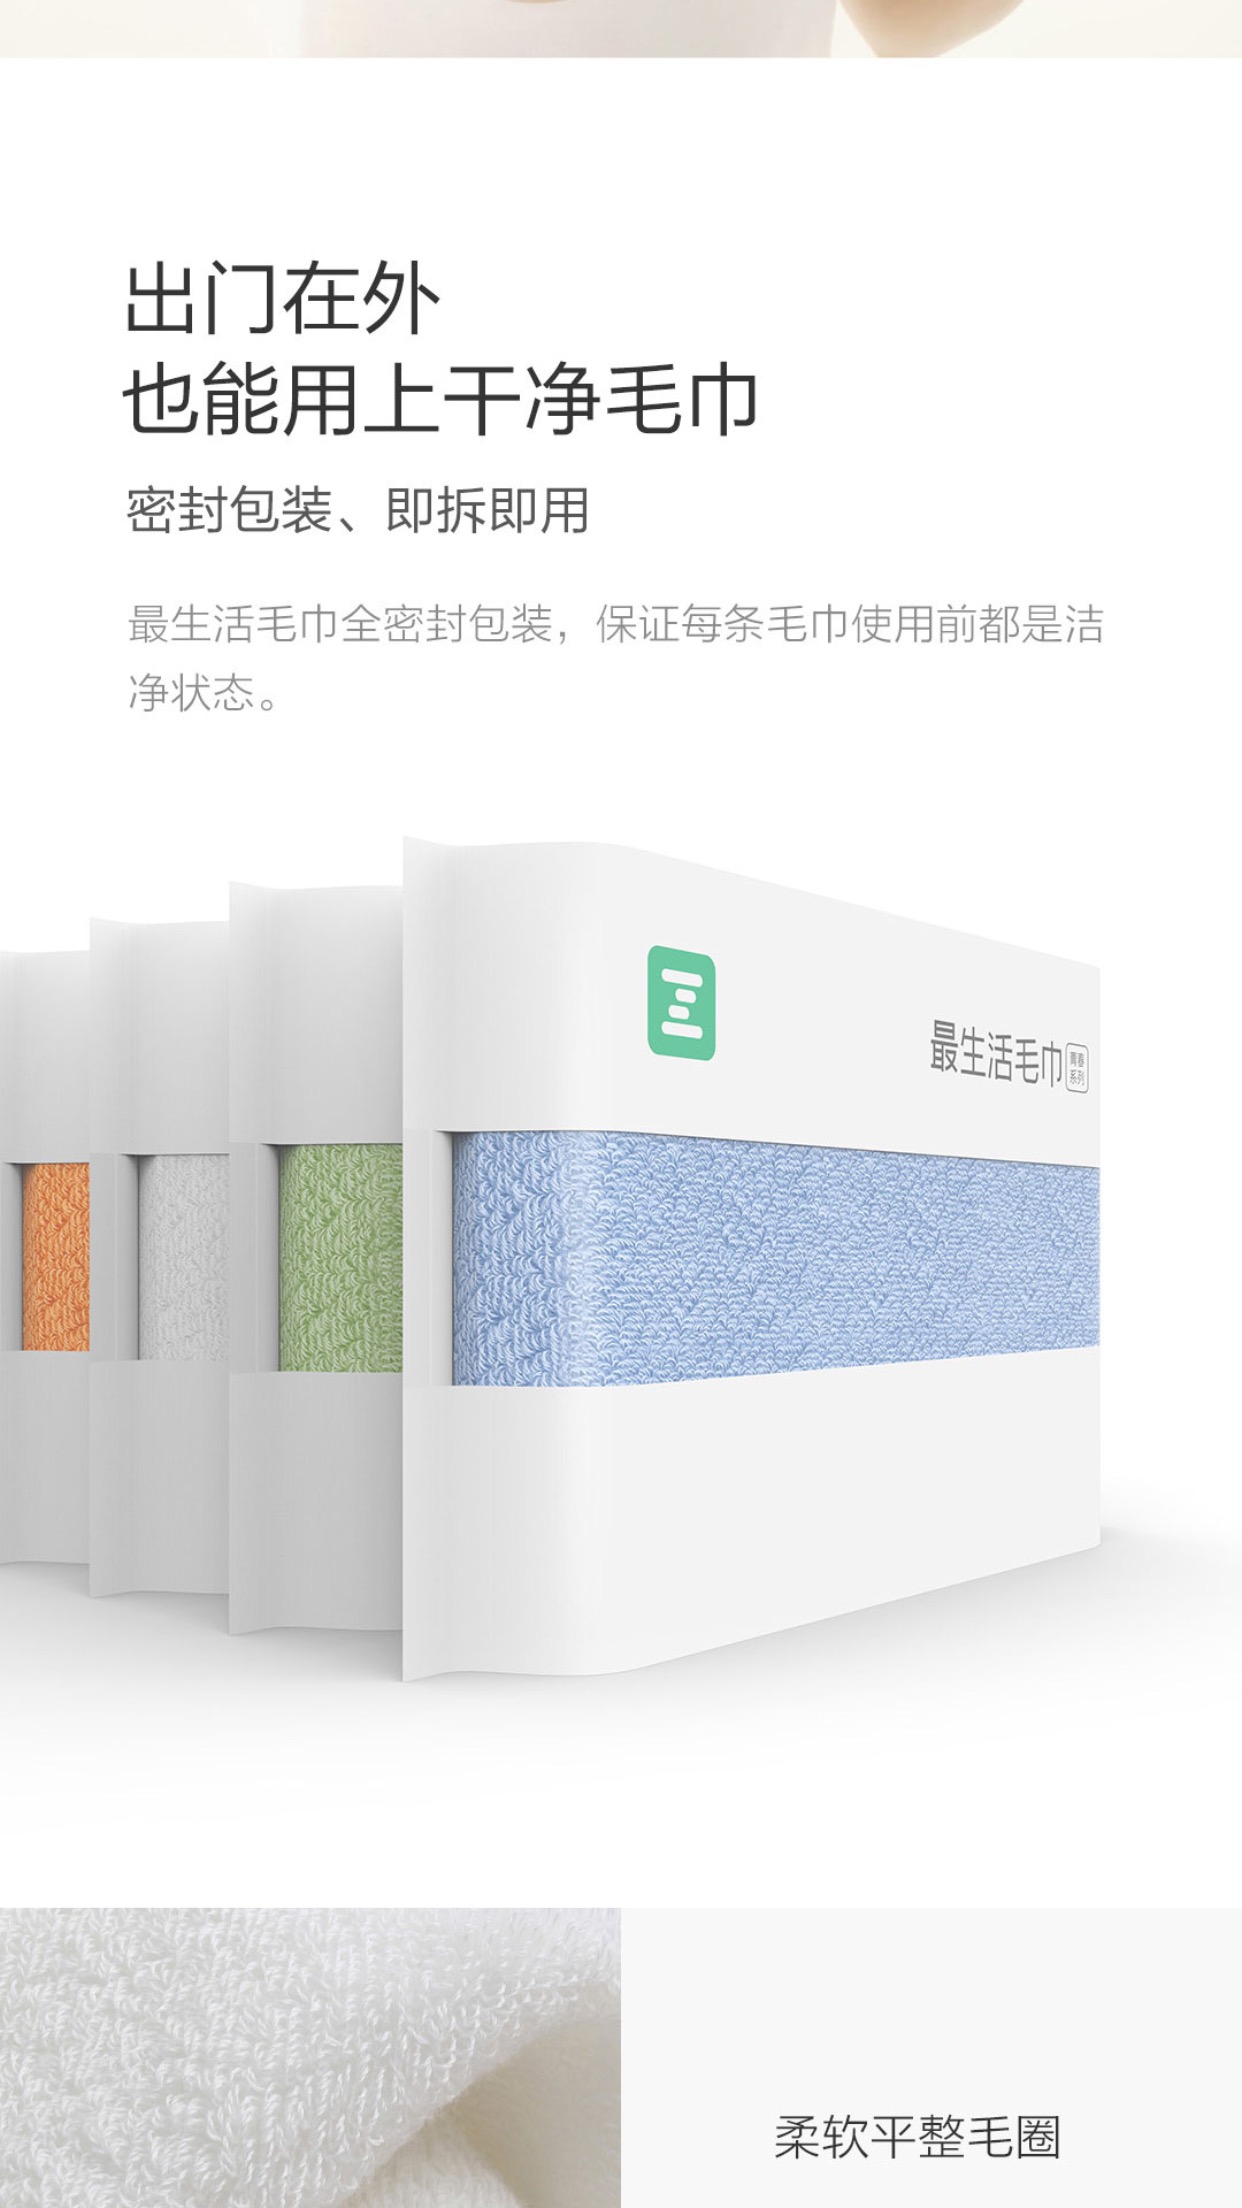 出门在外
也能用上干净毛巾
密封包装、即拆即用
最生活毛巾全密封包装，保证每条毛巾使用前都是洁
净状态。
最生活毛巾
青春
系列
柔软平整毛圈